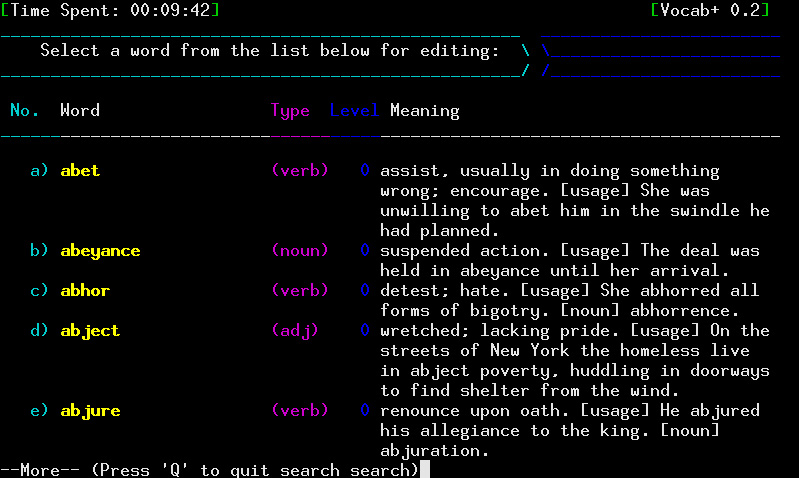 [Time Spent: 00:09:42] [Vocab+ 0.2]
Select a word from the list below for editing: \ \
/ /
No. Word Type Level Meaning
a) abet (verb) 0 assist, usually in doing something
wrong; encourage. [usage] She was
unwilling to abet him in the swindle he
had planned.
b) abeyance (noun) 0 suspended action. [usage] The deal was
held in abeyance until her arrival.
c) abhor (verb) 0 detest; hate. [usage] She abhorred all
forms of bigotry. [noun] abhorrence.
d) abject (adj) 0 wretched; lacking pride. [usage] On the
streets of New York the homeless live
in abject poverty, huddling in doorways
to find shelter from the wind.
e) abjure (verb) 0 renounce upon oath. [usage] He abjured
his allegiance to the king. [noun]
abjuration.
--More-- (Press 'Q' to quit search search)